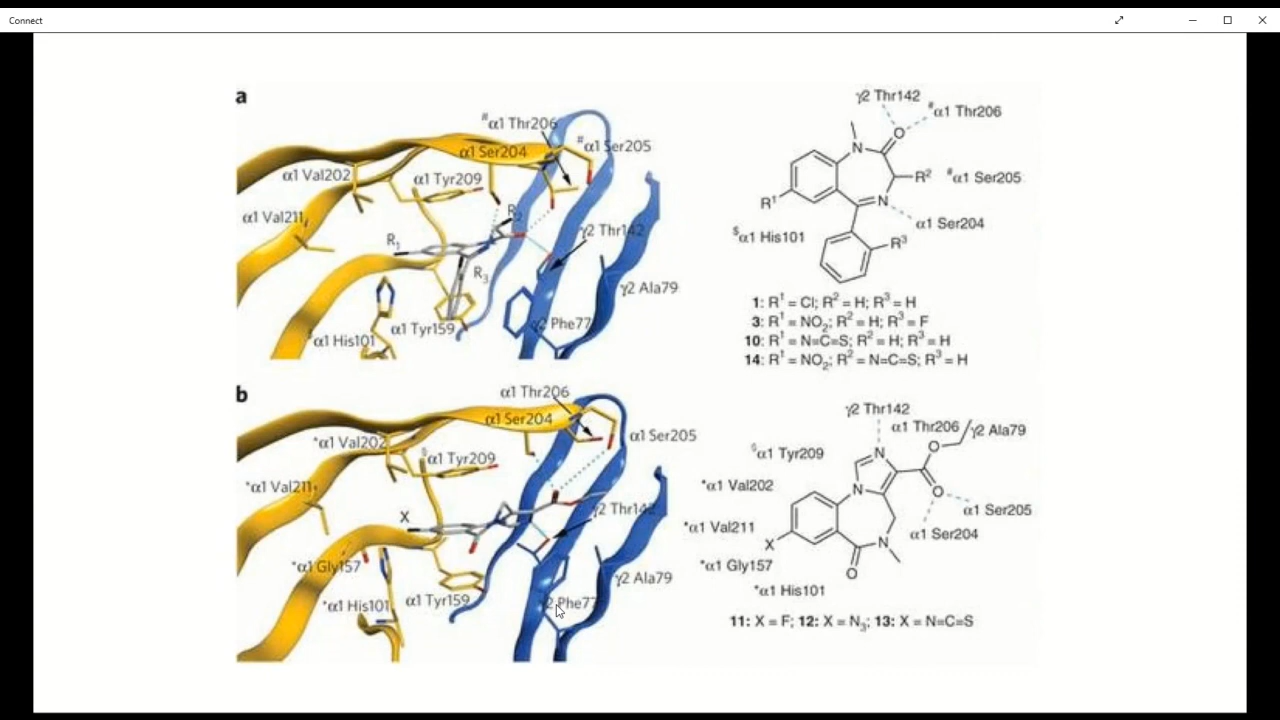 Connect
a
#α1 Thr206
α1 Ser204
#α1 Ser205
α1 Val202
α1 Tyr209
α1 Val211
R2
R1
γ2 Thr142
R3
γ2 Ala79
α1 His101
α1 Tyr159
γ2 Phe77
γ2 Thr142
#α1 Thr206
N
O
R²
#α1 Ser205
R¹
N
α1 Ser204
$α1 His101
R³
1: R¹ = Cl; R² = H; R³ = H
3: R¹ = NO₂; R² = H; R³ = F
10: R¹ = N=C=S; R² = H; R³ = H
14: R¹ = NO₂; R² = N=C=S; R³ = H
b
α1 Thr206
α1 Ser204
α1 Ser205
*α1 Val202
$α1 Tyr209
*α1 Val211
X
γ2 Thr142
*α1 Gly157
γ2 Ala79
*α1 His101
α1 Tyr159
γ2 Phe77
γ2 Thr142
α1 Thr206
γ2 Ala79
$α1 Tyr209
N
O
*α1 Val202
N
O
α1 Ser205
*α1 Val211
α1 Ser204
X
N
*α1 Gly157
O
*α1 His101
11: X = F; 12: X = N₃; 13: X = N=C=S